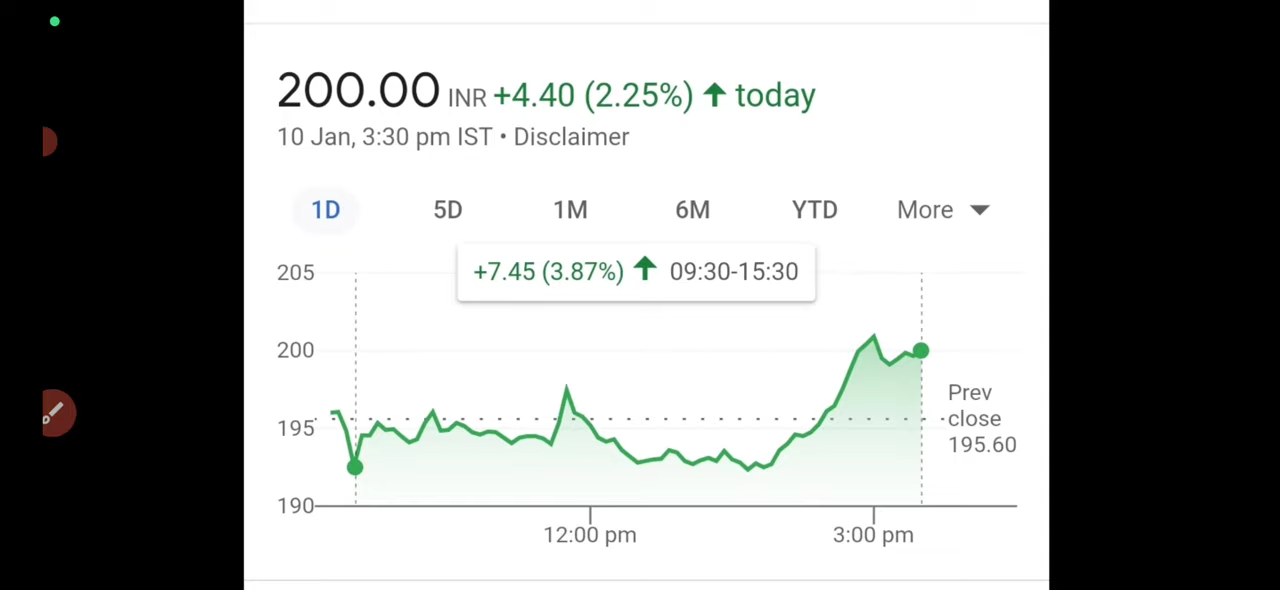 200.00 INR +4.40 (2.25%) ↑ today
10 Jan, 3:30 pm IST • Disclaimer
1D 5D 1M 6M YTD More
+7.45 (3.87%) ↑ 09:30-15:30
205
200
195
190
Prev
close
195.60
12:00 pm 3:00 pm